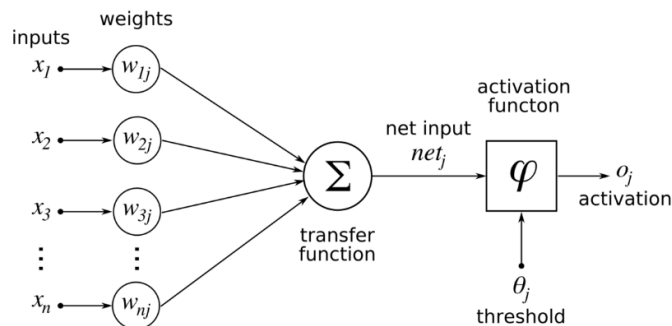 weights
inputs
x1
w1j
x2
w2j
x3
w3j
⋮
⋮
xn
wnj
Σ
transfer
function
net input
netj
activation
functon
φ
oj
activation
θj
threshold